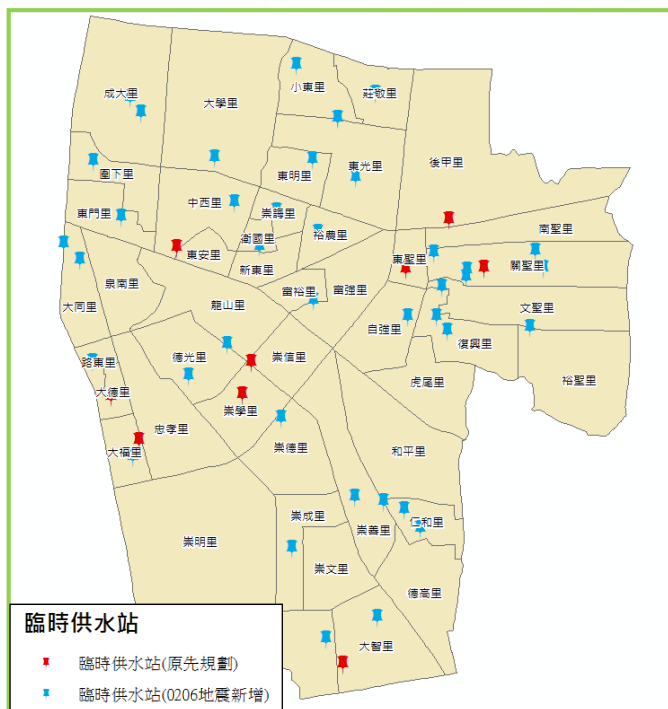 小東里
成大里
莊敬里
大學里
後甲里
東光里
圍下里
東明里
中西里
東門里
崇誨里
南聖里
裕農里
衛國里
東安里
東聖里
關聖里
新東里
泉南里
富裕里
富強里
大同里
龍山里
文聖里
自強里
復興里
德光里
崇信里
路東里
裕聖里
虎尾里
大德里
崇學里
忠孝里
崇德里
大福里
和平里
崇成里
仁和里
崇善里
崇明里
崇文里
德高里
大智里
臨時供水站
臨時供水站(原先規劃)
臨時供水站(0206地震新增)